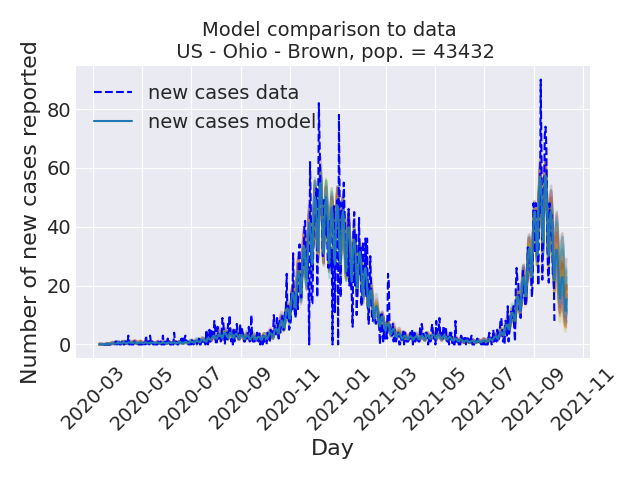 Model comparison to data
US - Ohio - Brown, pop. = 43432
Number of new cases reported
new cases data
new cases model
80
60
40
20
0
2020-03
2020-05
2020-07
2020-09
2020-11
2021-01
2021-03
2021-05
2021-07
2021-09
2021-11
Day